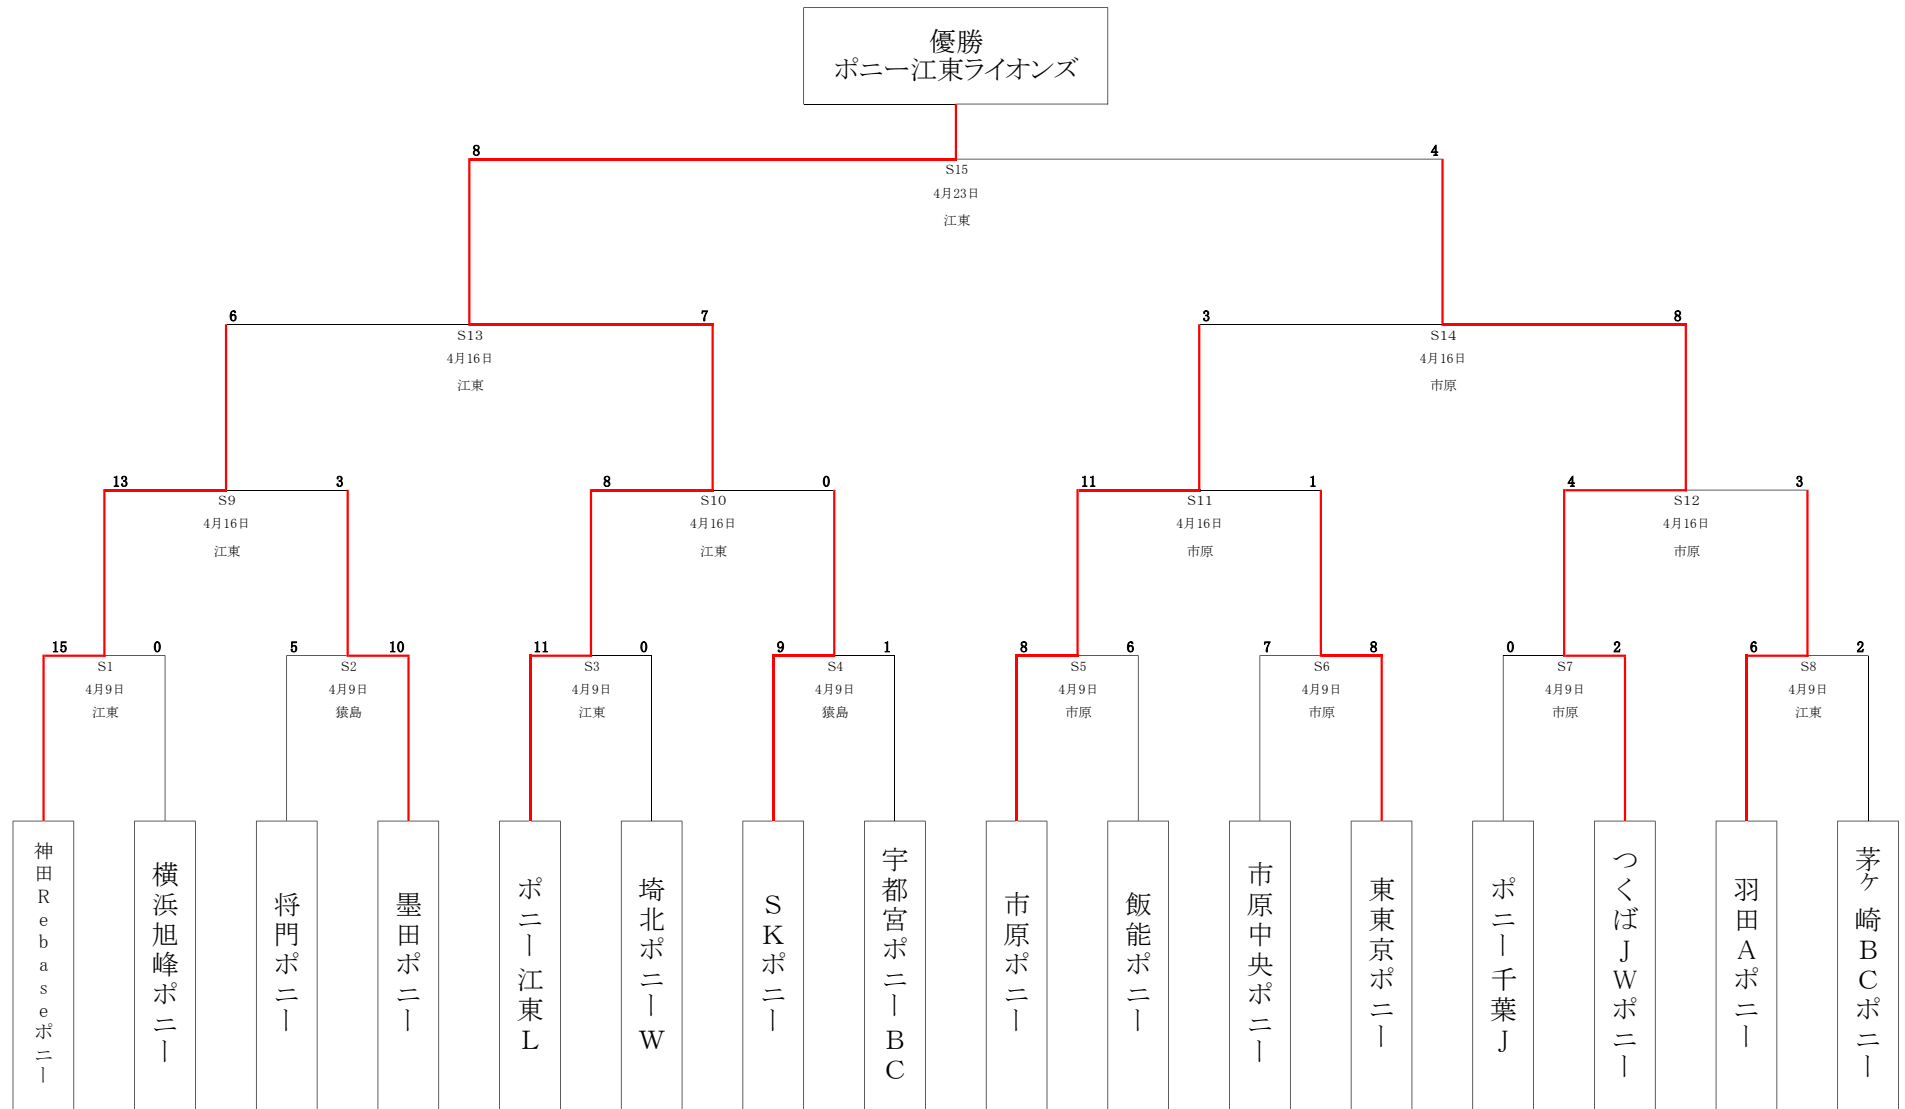 優勝
ポニー江東ライオンズ
8
4
S15
4月23日
江東
6
7
3
8
S13
S14
4月16日
4月16日
江東
市原
13
3
8
0
11
1
4
3
S9
S10
S11
S12
4月16日
4月16日
4月16日
4月16日
江東
江東
市原
市原
15
0
5
10
11
0
9
1
8
6
7
8
0
2
6
2
S1
S2
S3
S4
S5
S6
S7
S8
4月9日
4月9日
4月9日
4月9日
4月9日
4月9日
4月9日
4月9日
江東
猿島
江東
猿島
市原
市原
市原
江東
神田Rebaseポニー
横浜旭峰ポニー
将門ポニー
墨田ポニー
ポニー江東L
埼北ポニーW
SKポニー
宇都宮ポニーBC
市原ポニー
飯能ポニー
市原中央ポニー
東東京ポニー
ポニー千葉J
つくばJWポニー
羽田Aポニー
茅ヶ崎BCポニー